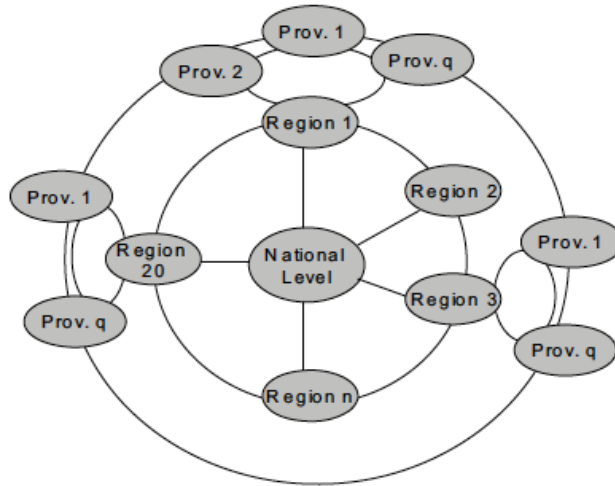 Prov. 1
Prov. 2
Prov. q
Region 1
Prov. 1
Region 2
Region
20
National
Level
Prov. 1
Region 3
Prov. q
Prov. q
Region n